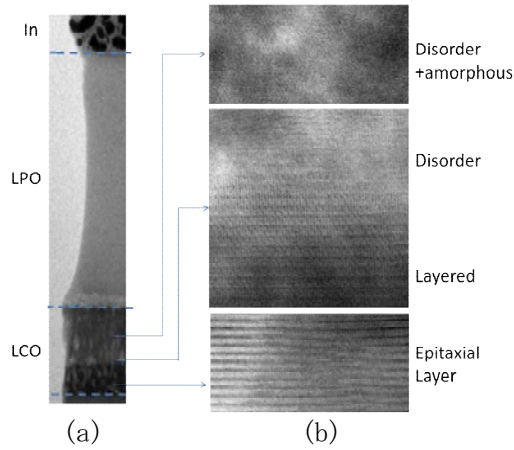 In
LPO
LCO
(a)
Disorder
+amorphous
Disorder
Layered
Epitaxial
Layer
(b)